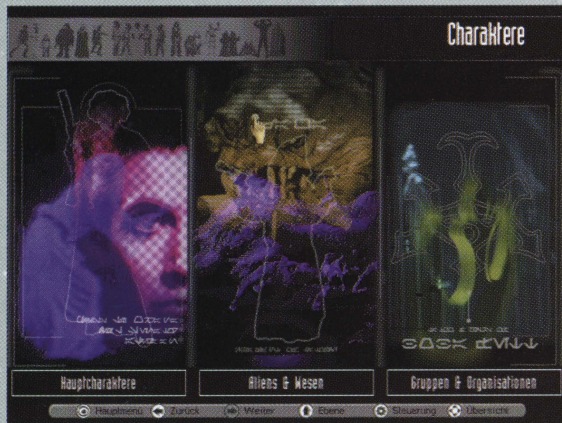 Charaktere
Hauptcharaktere
Aliens & Wesen
Gruppen & Organisationen
Hauptmenü Zurück Weiter Ebene Steuerung Übersicht